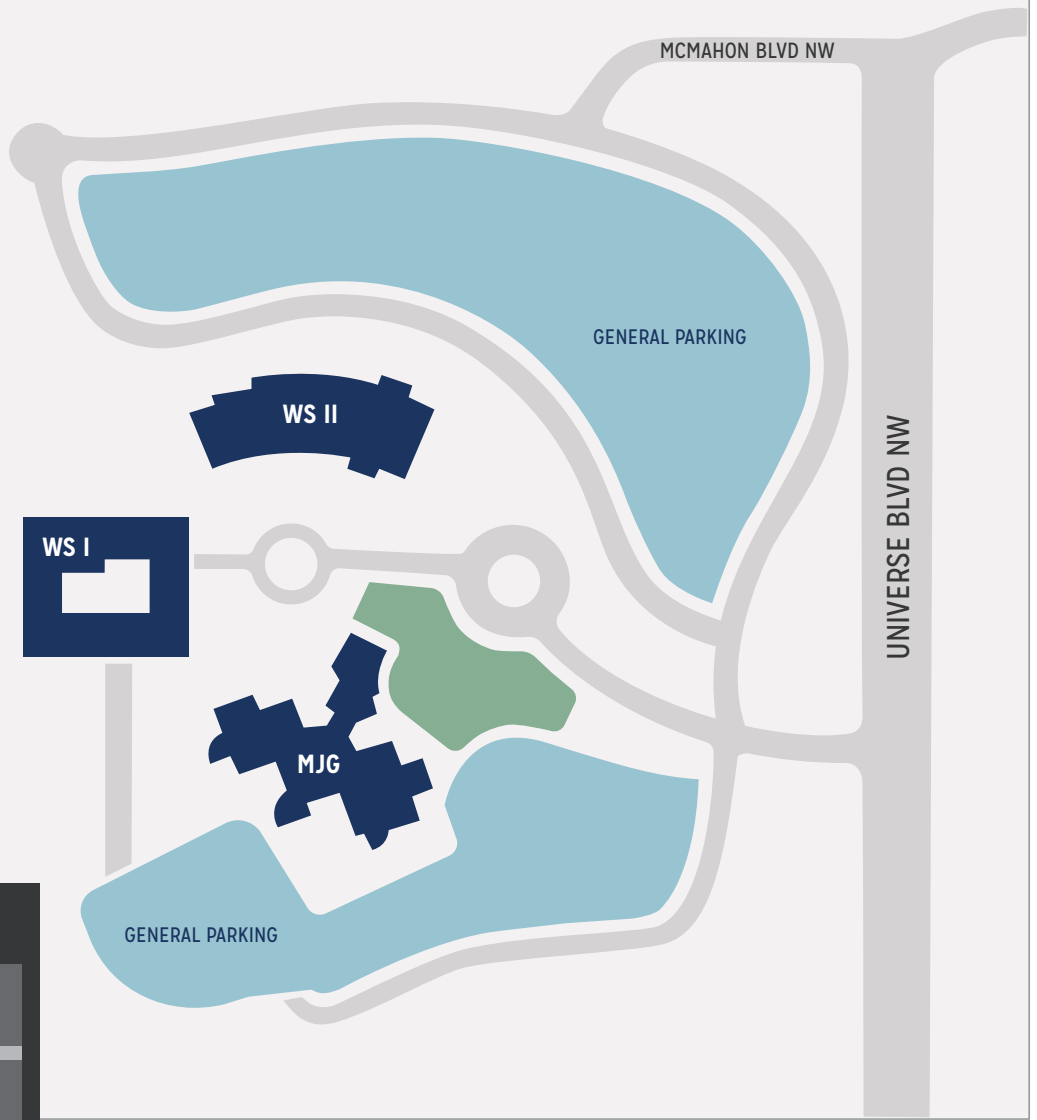 MCMAHON BLVD NW
GENERAL PARKING
WS II
UNIVERSE BLVD NW
WS I
MJG
GENERAL PARKING